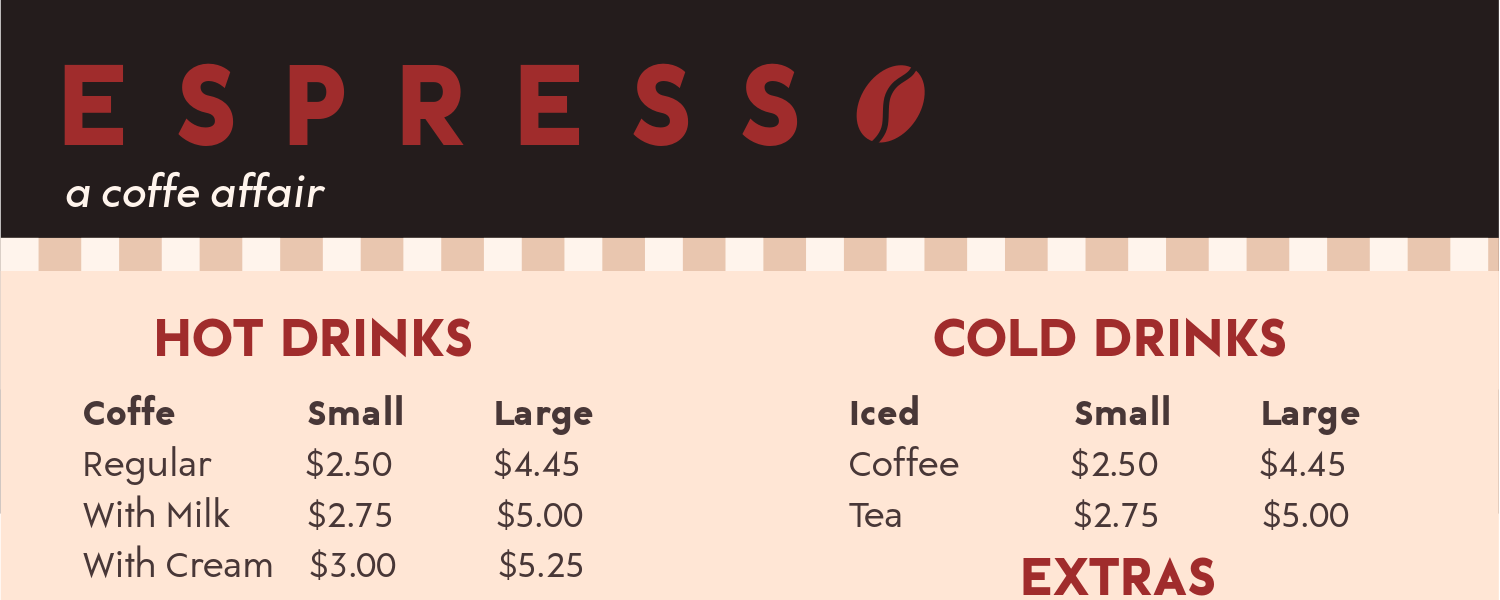 ESPRESSO
a coffe affair
HOT DRINKS
Coffe Small Large
Regular $2.50 $4.45
With Milk $2.75 $5.00
With Cream $3.00 $5.25
COLD DRINKS
Iced Small Large
Coffee $2.50 $4.45
Tea $2.75 $5.00
EXTRAS